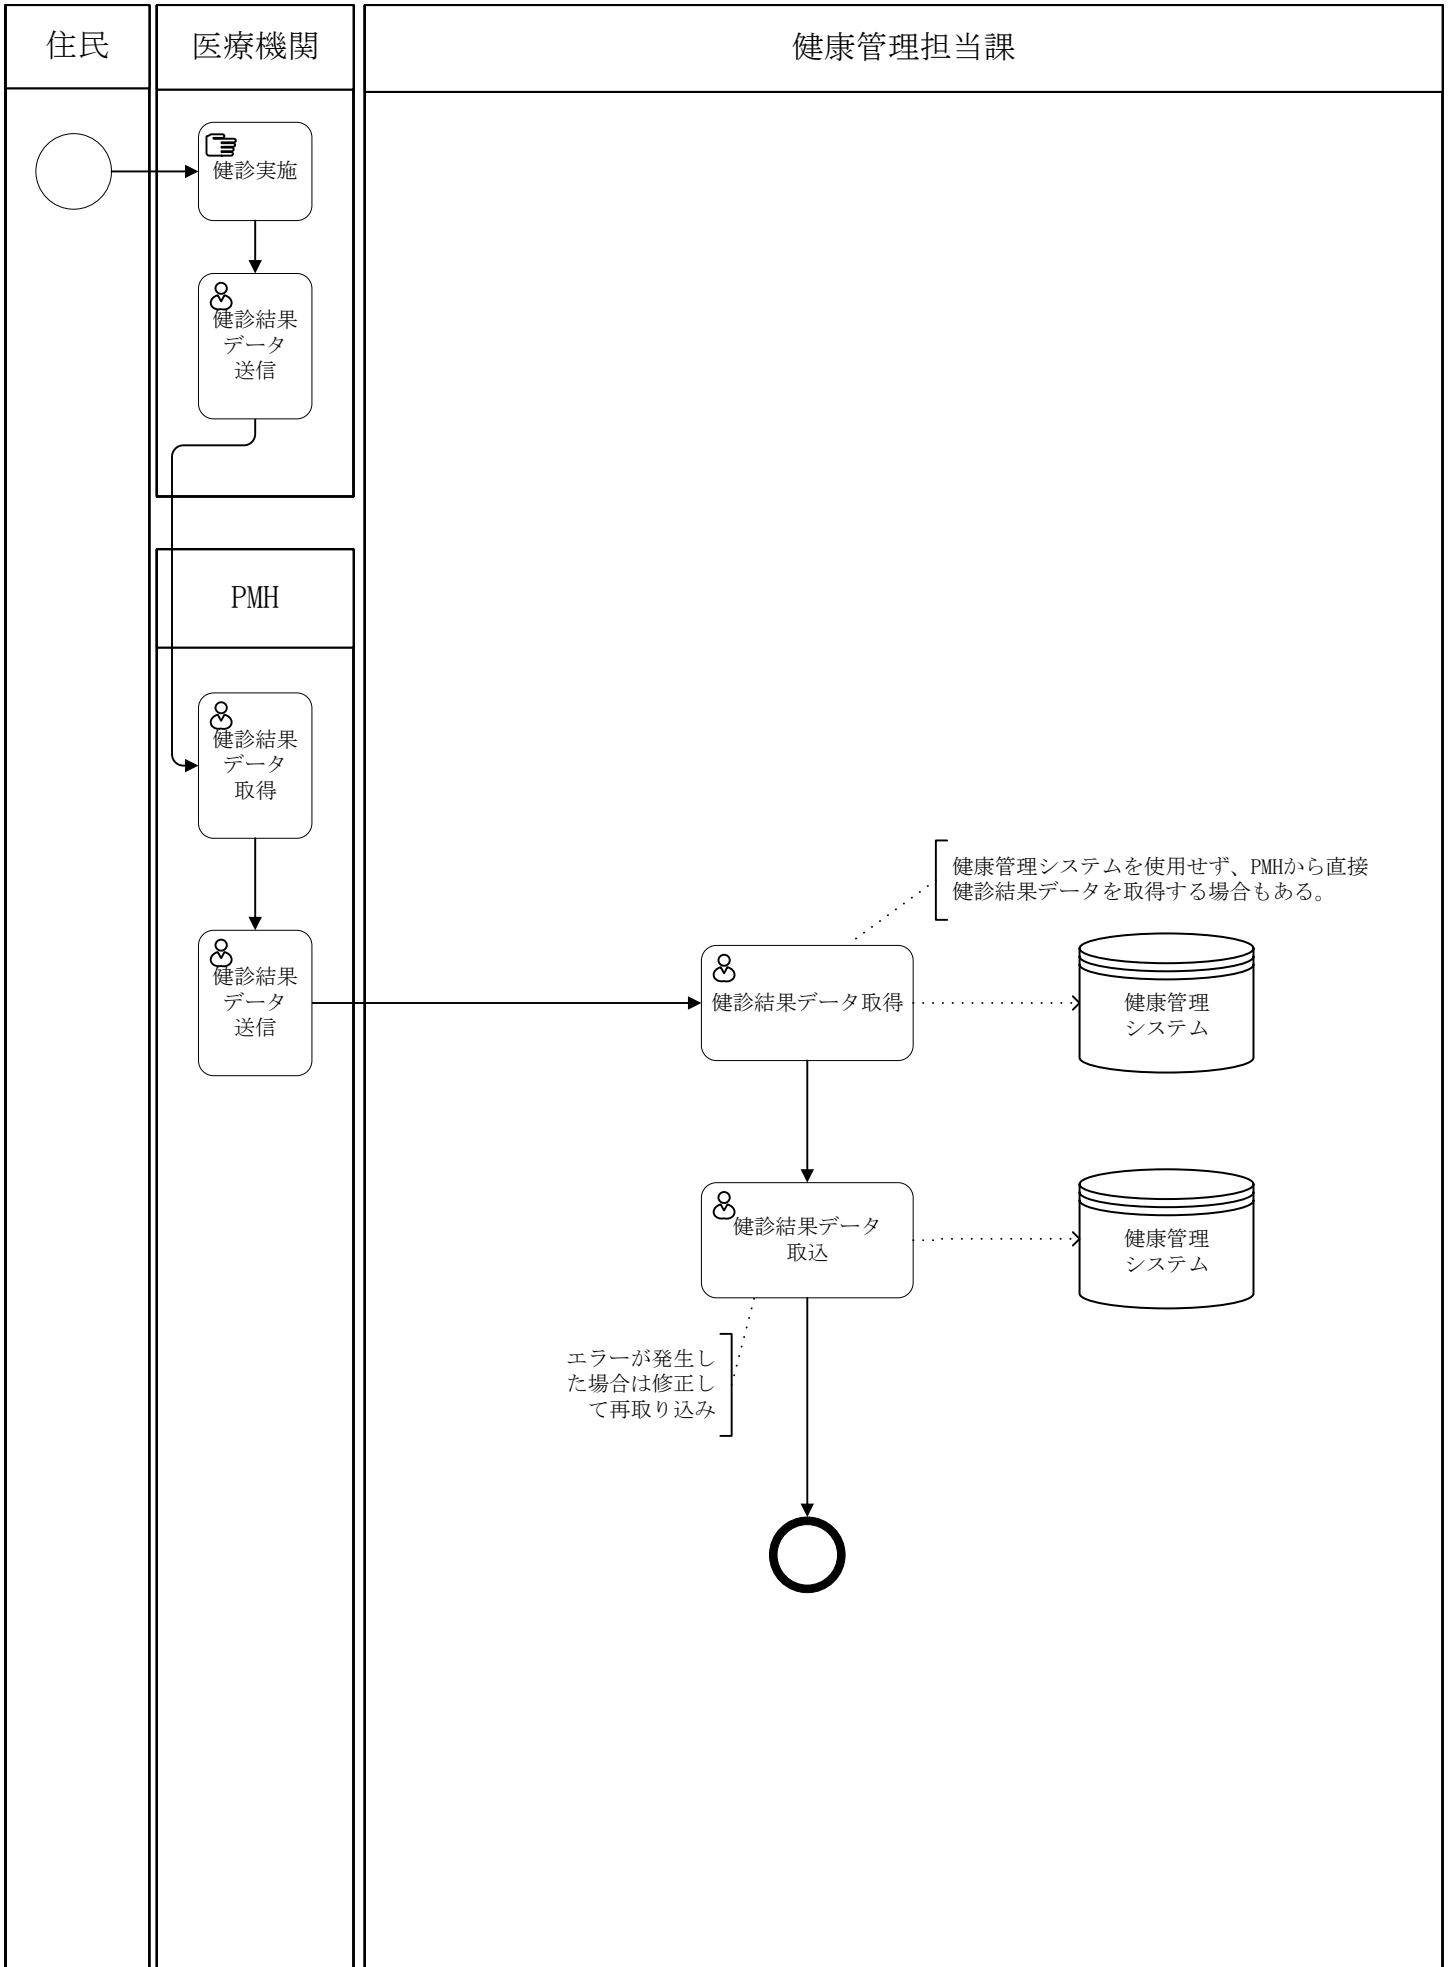 住民
医療機関
健康管理担当課
健診実施
健診結果
データ
送信
PMH
健診結果
データ
取得
健診結果
データ
送信
健康管理システムを使用せず、PMHから直接
健診結果データを取得する場合もある。
健診結果データ取得
健康管理
システム
健診結果データ
取込
健康管理
システム
エラーが発生し
た場合は修正し
て再取り込み